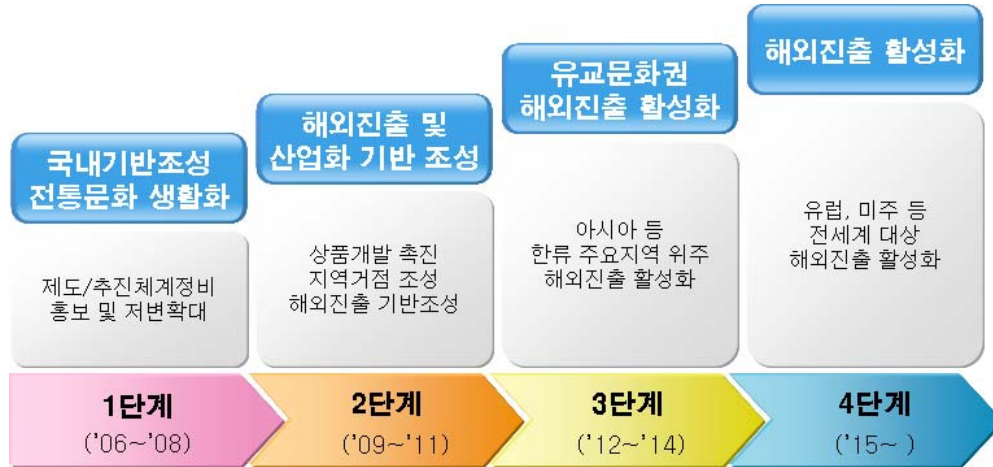 국내기반조성
전통문화 생활화
제도/추진체계정비
홍보 및 저변확대
1단계
('06~'08)
해외진출 및
산업화 기반 조성
상품개발 촉진
지역거점 조성
해외진출 기반조성
2단계
('09~'11)
유교문화권
해외진출 활성화
아시아 등
한류 주요지역 위주
해외진출 활성화
3단계
('12~'14)
해외진출 활성화
유럽, 미주 등
전세계 대상
해외진출 활성화
4단계
('15~ )